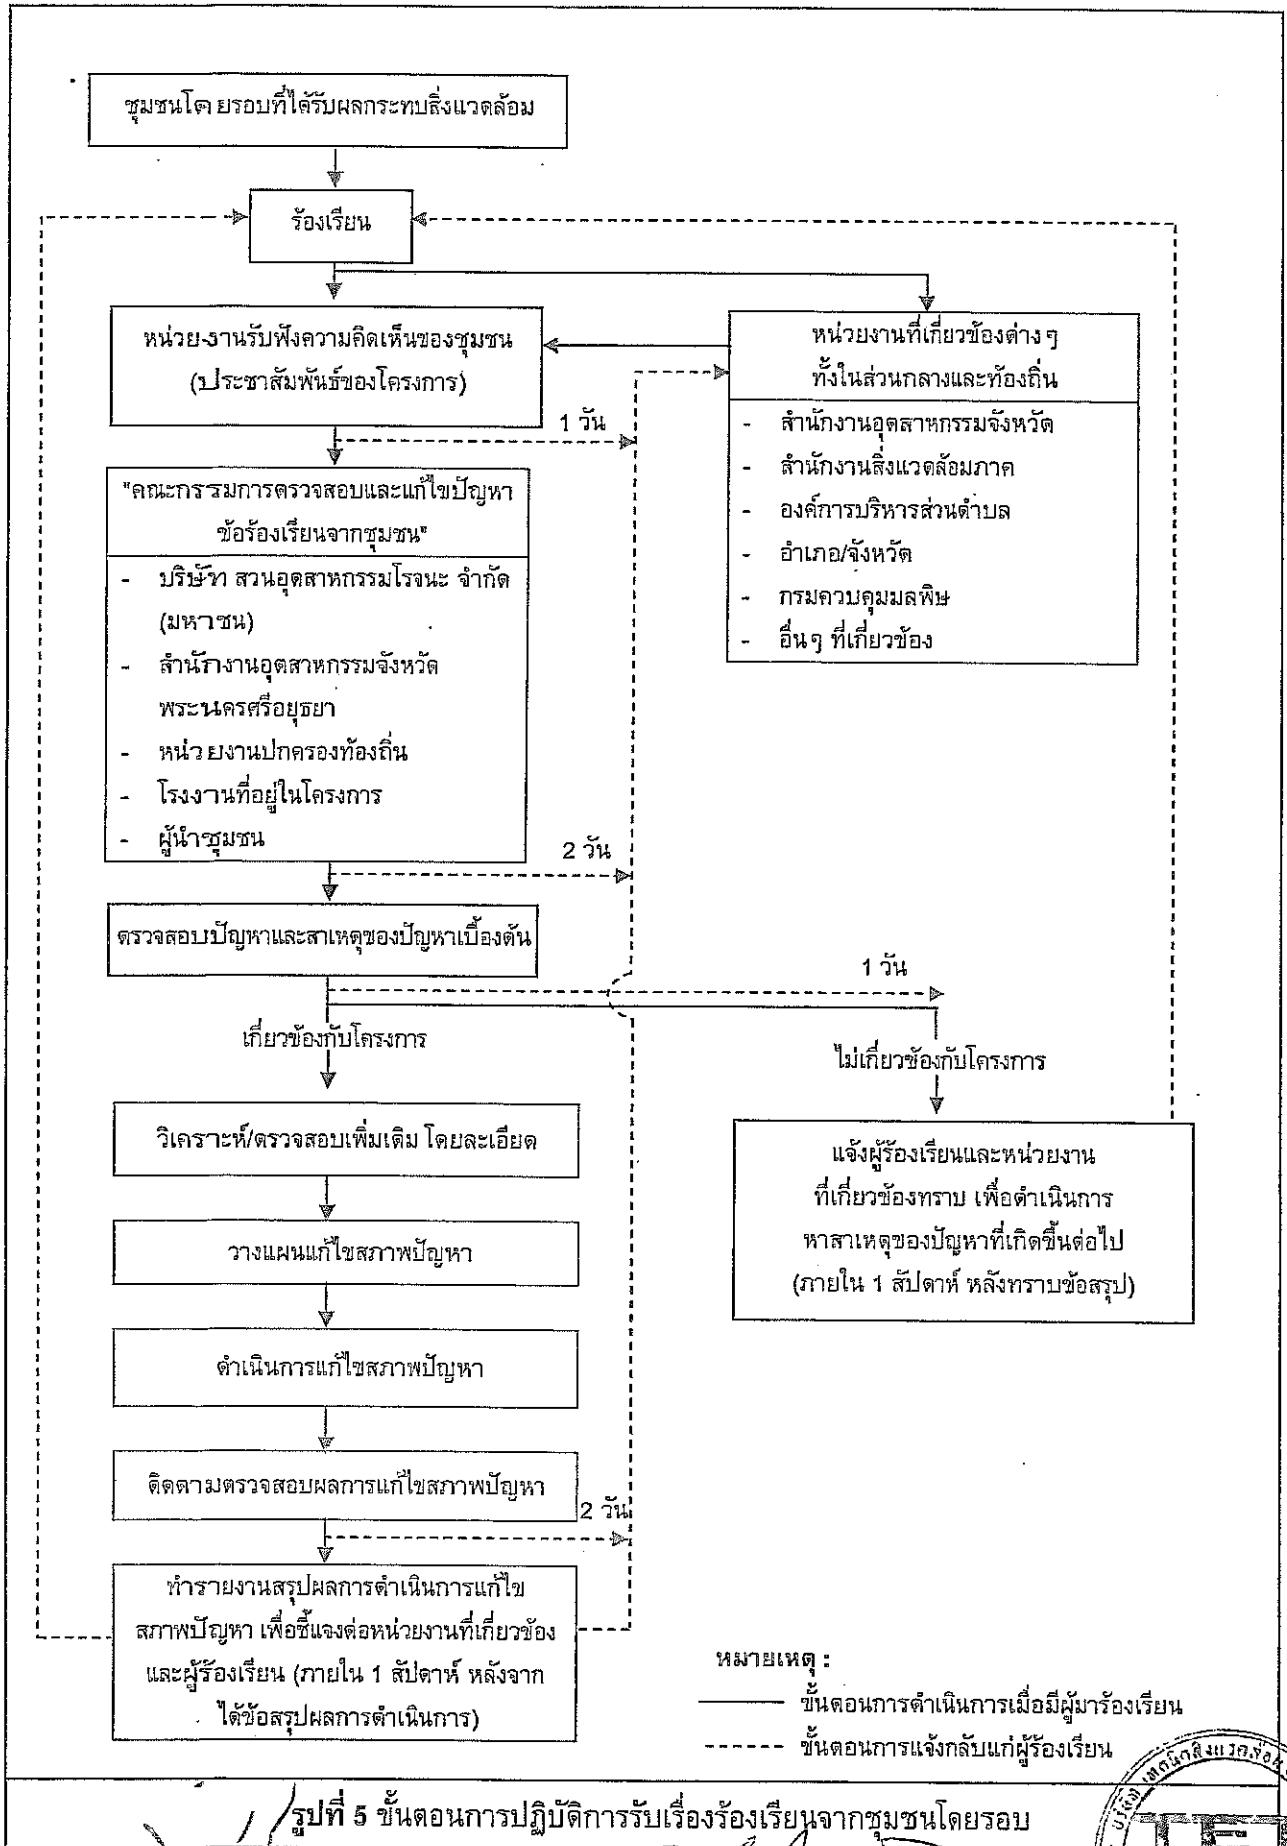 ชุมชนโดยรอบที่ได้รับผลกระทบสิ่งแวดล้อม
ร้องเรียน
หน่วยงานรับฟังความคิดเห็นของชุมชน
(ประชาสัมพันธ์ของโครงการ)
หน่วยงานที่เกี่ยวข้องต่างๆ
ทั้งในส่วนกลางและท้องถิ่น
- สำนักงานอุตสาหกรรมจังหวัด
- สำนักงานสิ่งแวดล้อมภาค
- องค์การบริหารส่วนตำบล
- อำเภอ/จังหวัด
- กรมควบคุมมลพิษ
- อื่นๆ ที่เกี่ยวข้อง
1 วัน
"คณะกรรมการตรวจสอบและแก้ไขปัญหา
ข้อร้องเรียนจากชุมชน"
- บริษัท สวนอุตสาหกรรมโรจนะ จำกัด
(มหาชน)
- สำนักงานอุตสาหกรรมจังหวัด
พระนครศรีอยุธยา
- หน่วยงานปกครองท้องถิ่น
- โรงงานที่อยู่ในโครงการ
- ผู้นำชุมชน
2 วัน
ตรวจสอบปัญหาและสาเหตุของปัญหาเบื้องต้น
1 วัน
เกี่ยวข้องกับโครงการ
ไม่เกี่ยวข้องกับโครงการ
วิเคราะห์/ตรวจสอบเพิ่มเติม โดยละเอียด
แจ้งผู้ร้องเรียนและหน่วยงาน
ที่เกี่ยวข้องทราบ เพื่อดำเนินการ
หาสาเหตุของปัญหาที่เกิดขึ้นต่อไป
(ภายใน 1 สัปดาห์ หลังทราบข้อสรุป)
วางแผนแก้ไขสภาพปัญหา
ดำเนินการแก้ไขสภาพปัญหา
ติดตามตรวจสอบผลการแก้ไขสภาพปัญหา
2 วัน
ทำรายงานสรุปผลการดำเนินการแก้ไข
สภาพปัญหา เพื่อชี้แจงต่อหน่วยงานที่เกี่ยวข้อง
และผู้ร้องเรียน (ภายใน 1 สัปดาห์ หลังจาก
ได้ข้อสรุปผลการดำเนินการ)
หมายเหตุ :
ขั้นตอนการดำเนินการเมื่อมีผู้มาร้องเรียน
ขั้นตอนการแจ้งกลับแก่ผู้ร้องเรียน
รูปที่ 5 ขั้นตอนการปฏิบัติการรับเรื่องร้องเรียนจากชุมชนโดยรอบ